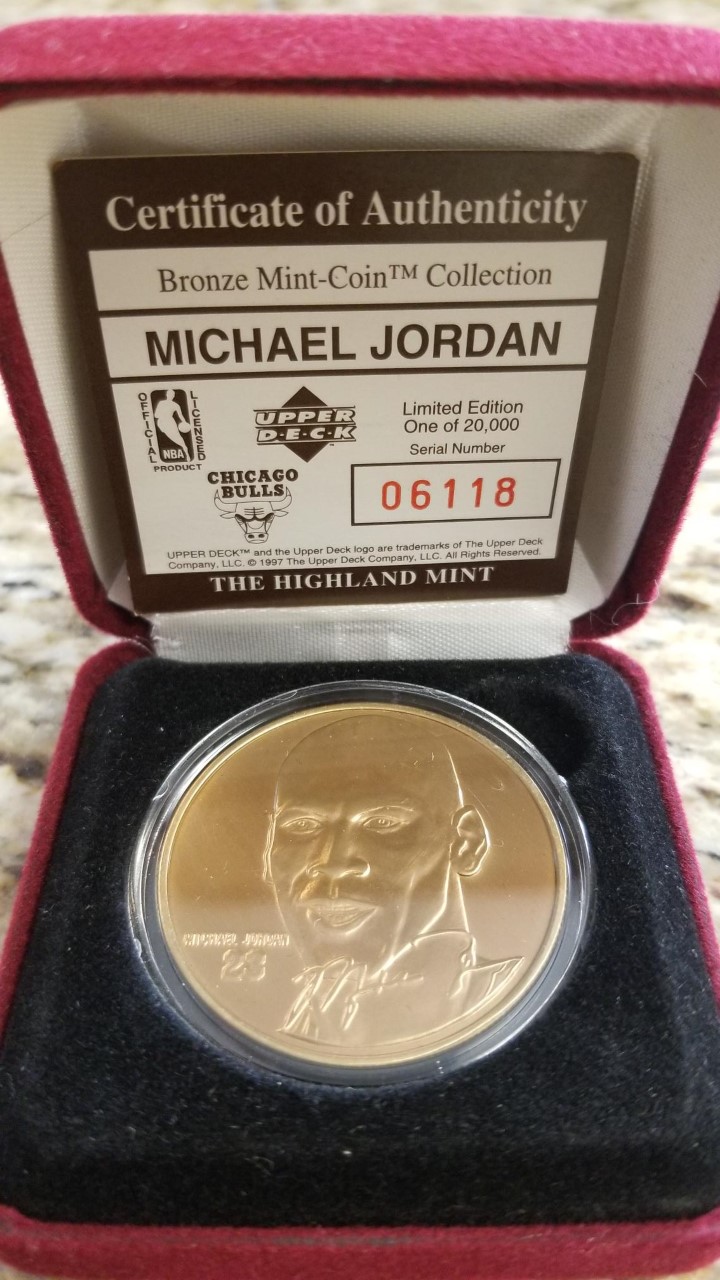 Certificate of Authenticity
Bronze Mint-Coin™ Collection
MICHAEL JORDAN
OFFICIAL
LICENSED
NBA
PRODUCT
UPPER
D·E·C·K
™
CHICAGO
BULLS
Limited Edition
One of 20,000
Serial Number
06118
UPPER DECK™ and the Upper Deck logo are trademarks of The Upper Deck
Company, LLC. © 1997 The Upper Deck Company, LLC. All Rights Reserved.
THE HIGHLAND MINT
MICHAEL JORDAN
23